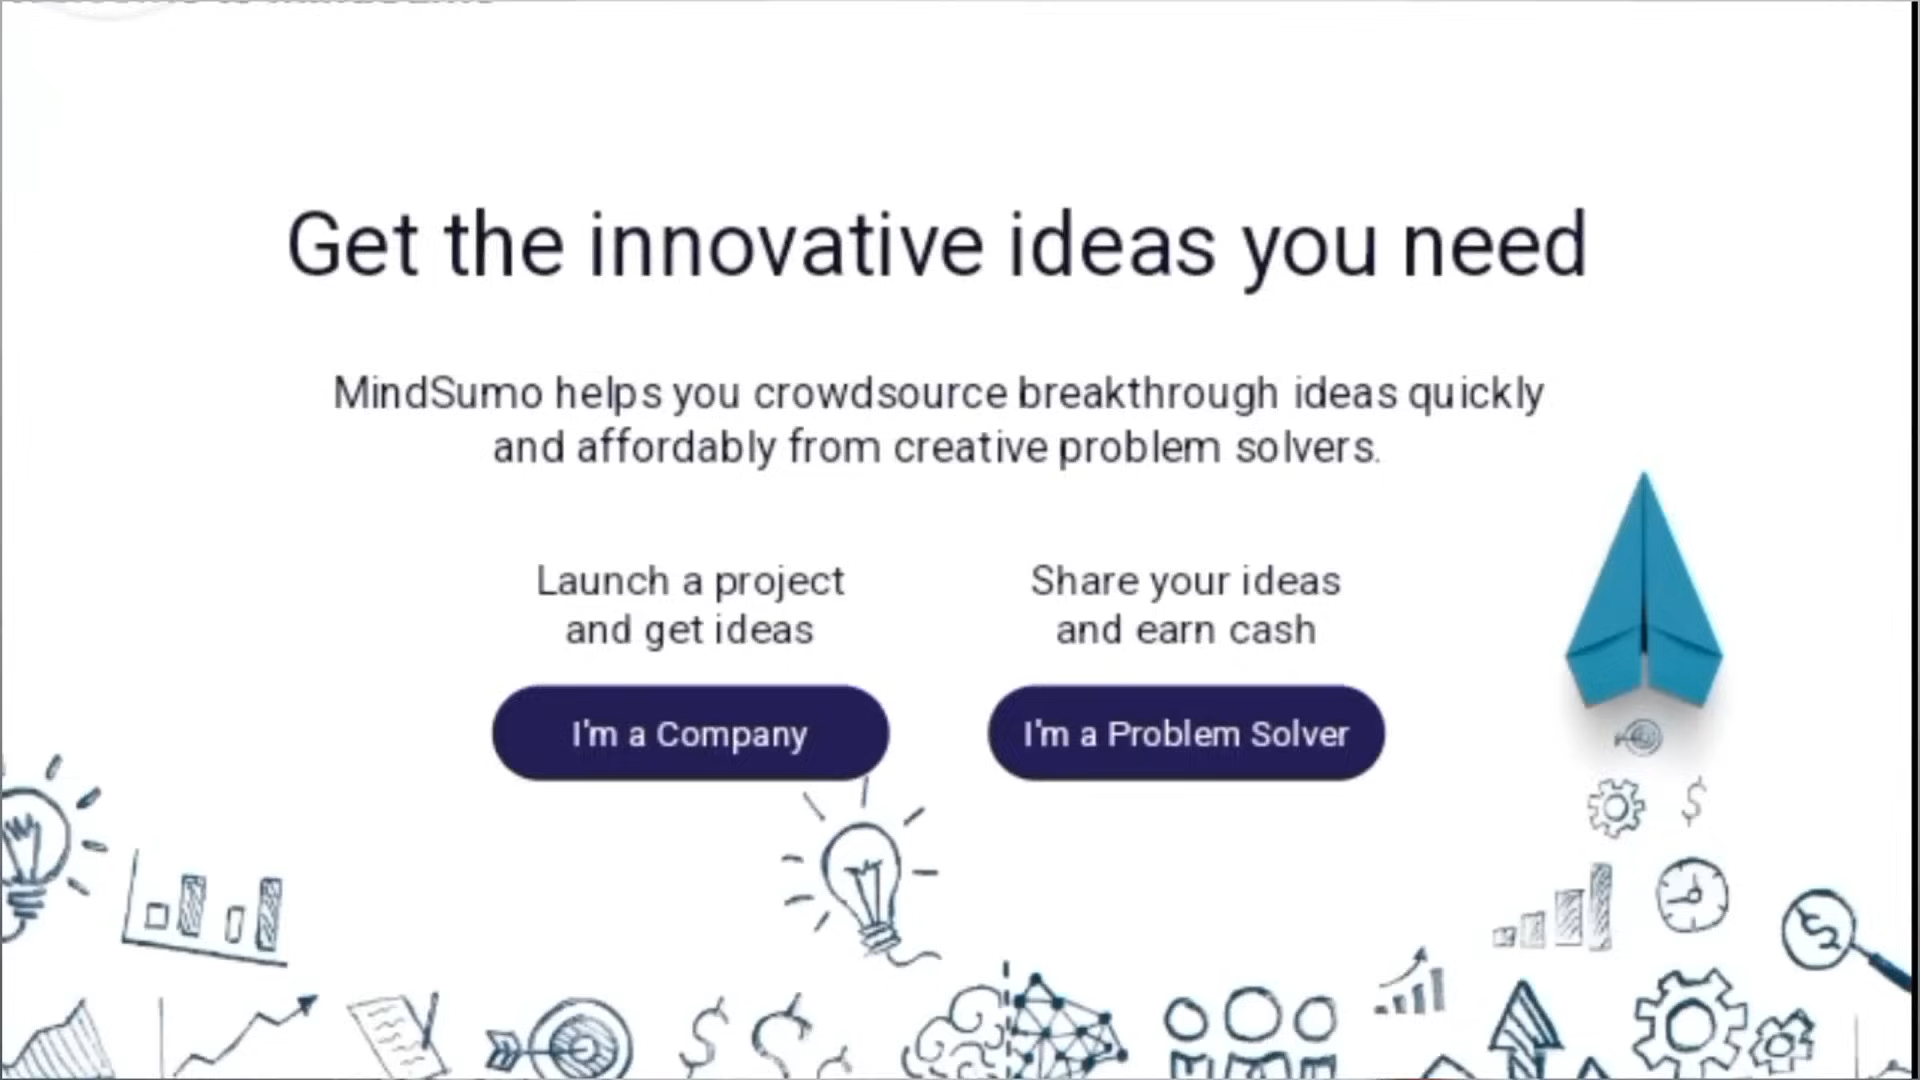 Get the innovative ideas you need
MindSumo helps you crowdsource breakthrough ideas quickly
and affordably from creative problem solvers.
Launch a project
and get ideas
Share your ideas
and earn cash
I'm a Company
I'm a Problem Solver